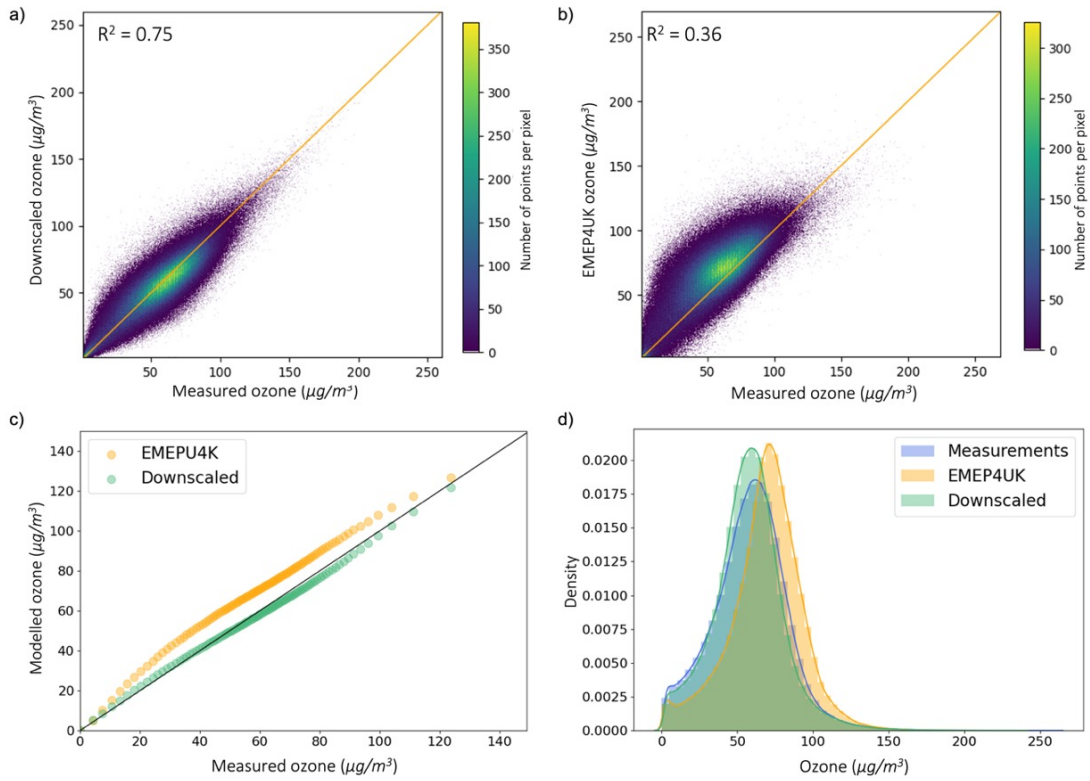 a)
R² = 0.75
Downscaled ozone (µg/m³)
250
200
150
100
50
50 100 150 200 250
Measured ozone (µg/m³)
350
300
250
200
150
100
50
0
Number of points per pixel
b)
R² = 0.36
EMEP4UK ozone (µg/m³)
250
200
150
100
50
50 100 150 200 250
Measured ozone (µg/m³)
300
250
200
150
100
50
0
Number of points per pixel
c)
EMEPU4K
Downscaled
Modelled ozone (µg/m³)
140
120
100
80
60
40
20
0
0 20 40 60 80 100 120 140
Measured ozone (µg/m³)
d)
Measurements
EMEP4UK
Downscaled
Density
0.0200
0.0175
0.0150
0.0125
0.0100
0.0075
0.0050
0.0025
0.0000
0 50 100 150 200 250
Ozone (µg/m³)